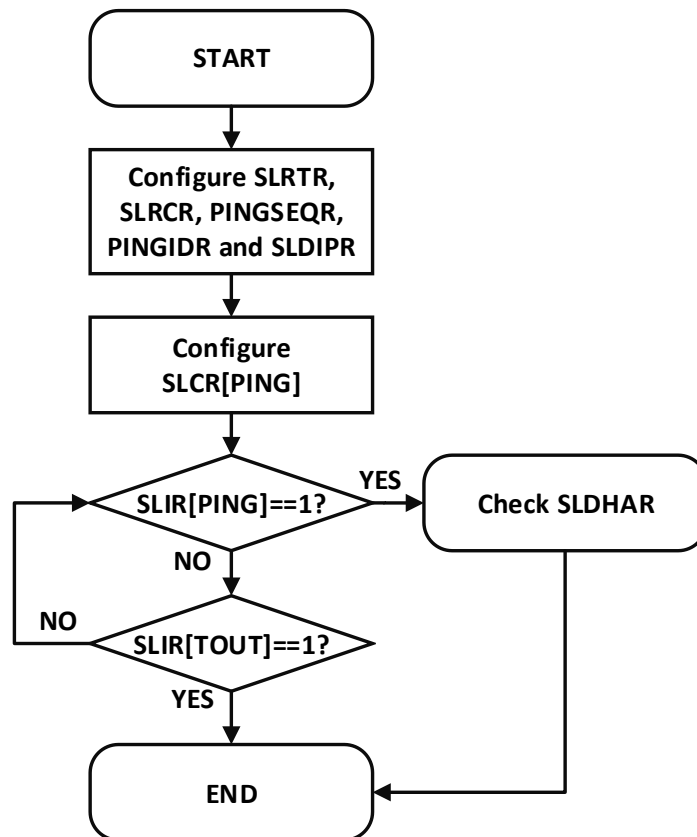 START
Configure SLRTR,
SLRCR, PINGSEQR,
PINGIDR and SLDIPR
Configure
SLCR[PING]
SLIR[PING]==1?
YES
Check SLDHAR
NO
NO
SLIR[TOUT]==1?
YES
END